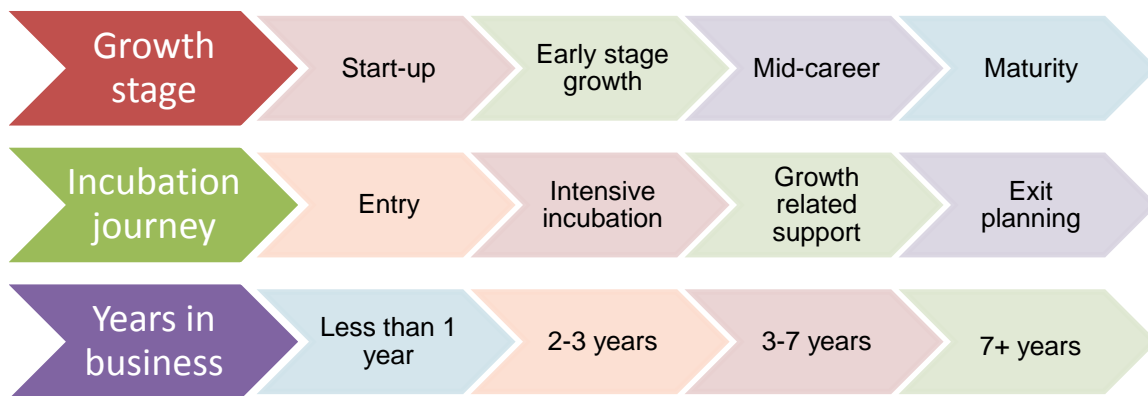 Growth
stage
Start-up
Early stage
growth
Mid-career
Maturity
Incubation
journey
Entry
Intensive
incubation
Growth
related
support
Exit
planning
Years in
business
Less than 1
year
2-3 years
3-7 years
7+ years